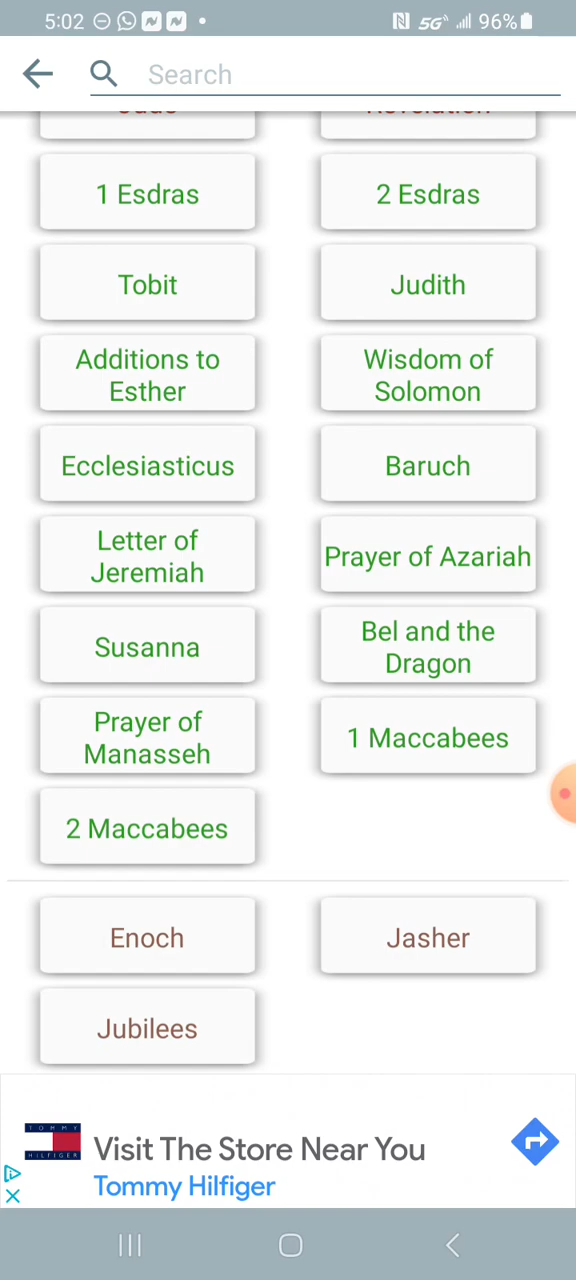 5:02
5G 96%
Search
1 Esdras
2 Esdras
Tobit
Judith
Additions to
Esther
Wisdom of
Solomon
Ecclesiasticus
Baruch
Letter of
Jeremiah
Prayer of Azariah
Susanna
Bel and the
Dragon
Prayer of
Manasseh
1 Maccabees
2 Maccabees
Enoch
Jasher
Jubilees
TOMMY
HILFIGER
Visit The Store Near You
Tommy Hilfiger